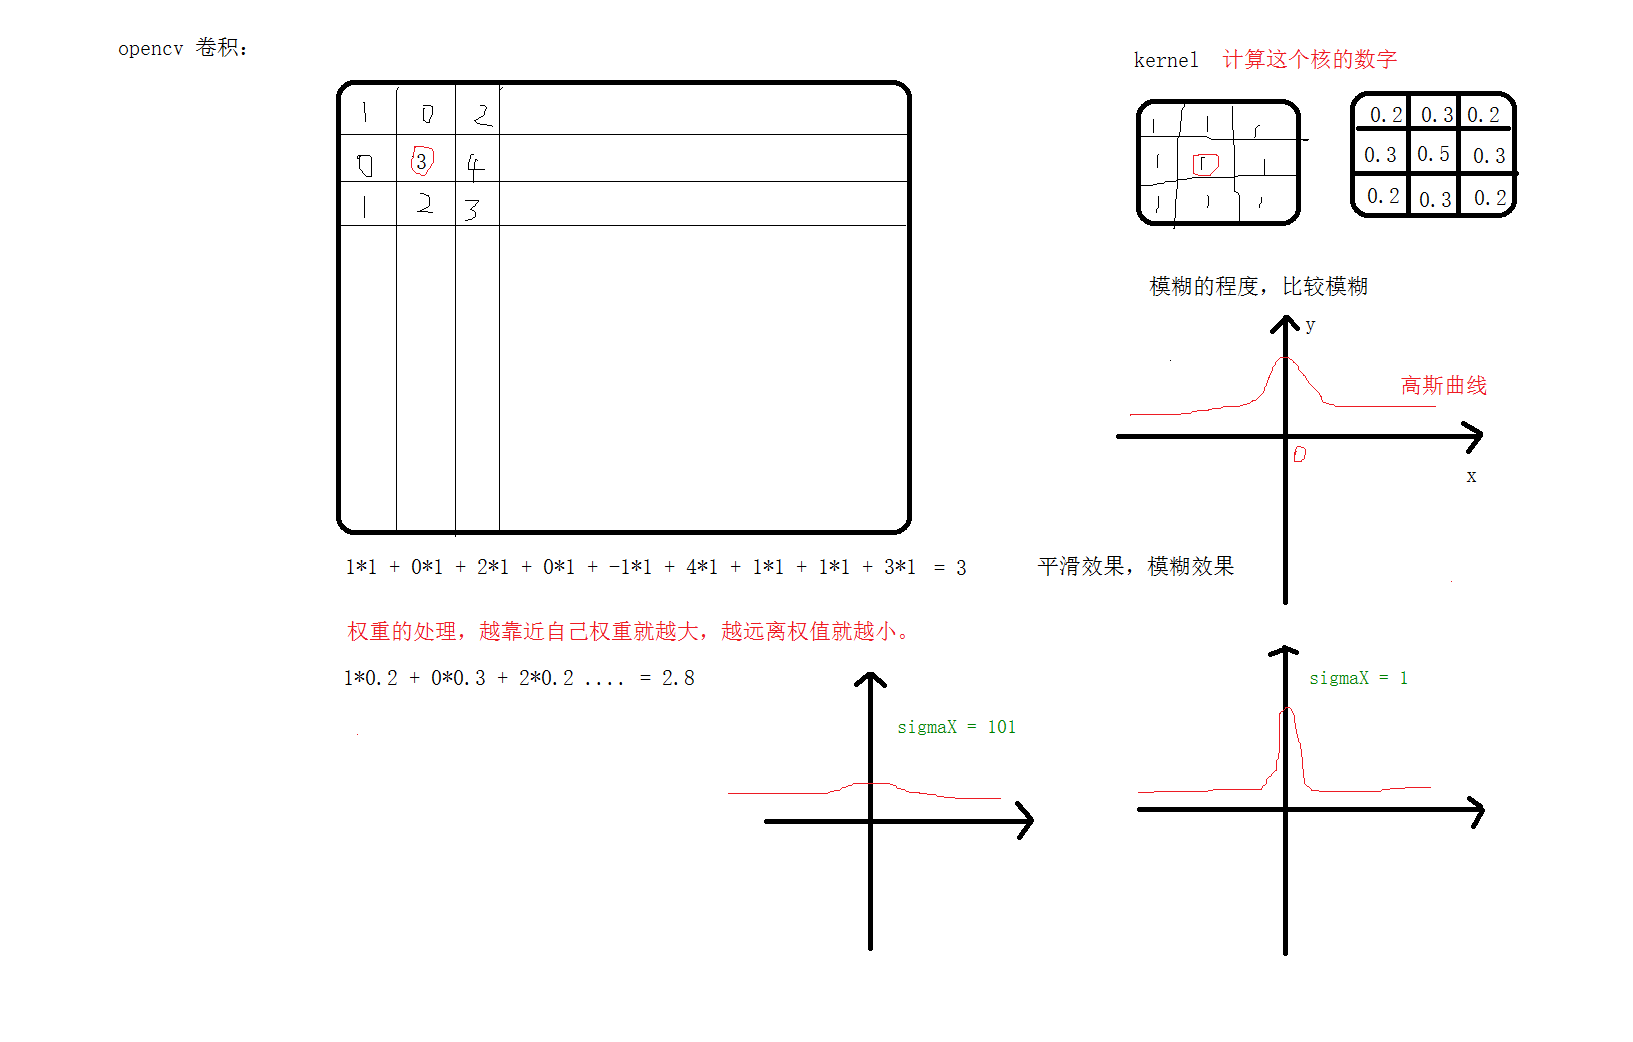 opencv 卷积：
kernel 计算这个核的数字
1 0 2
0 3 4
1 2 3
1 1 1
1 1 1
1 1 1
0.2 0.3 0.2
0.3 0.5 0.3
0.2 0.3 0.2
模糊的程度，比较模糊
y
高斯曲线
0
x
1*1 + 0*1 + 2*1 + 0*1 + -1*1 + 4*1 + 1*1 + 1*1 + 3*1 = 3
平滑效果，模糊效果
权重的处理，越靠近自己权重就越大，越远离权值就越小。
1*0.2 + 0*0.3 + 2*0.2 .... = 2.8
sigmaX = 101
sigmaX = 1